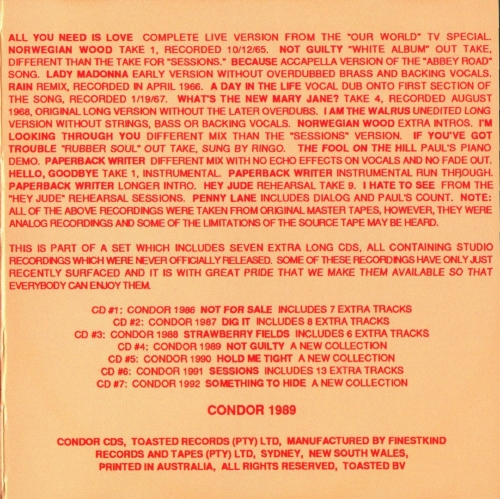 ALL YOU NEED IS LOVE COMPLETE LIVE VERSION FROM THE "OUR WORLD" TV SPECIAL.
NORWEGIAN WOOD TAKE 1, RECORDED 10/12/65. NOT GUILTY "WHITE ALBUM" OUT TAKE,
DIFFERENT THAN THE TAKE FOR "SESSIONS." BECAUSE ACCAPELLA VERSION OF THE "ABBEY ROAD"
SONG. LADY MADONNA EARLY VERSION WITHOUT OVERDUBBED BRASS AND BACKING VOCALS.
RAIN REMIX, RECORDED IN APRIL 1966. A DAY IN THE LIFE VOCAL DUB ONTO FIRST SECTION OF
THE SONG, RECORDED 1/19/67. WHAT'S THE NEW MARY JANE? TAKE 4, RECORDED AUGUST
1968, ORIGINAL LONG VERSION WITHOUT THE LATER OVERDUBS. I AM THE WALRUS UNEDITED LONG
VERSION WITHOUT STRINGS, BASS OR BACKING VOCALS. NORWEGIAN WOOD EXTRA INTROS. I'M
LOOKING THROUGH YOU DIFFERENT MIX THAN THE "SESSIONS" VERSION. IF YOU'VE GOT
TROUBLE "RUBBER SOUL" OUT TAKE, SUNG BY RINGO. THE FOOL ON THE HILL PAUL'S PIANO
DEMO. PAPERBACK WRITER DIFFERENT MIX WITH NO ECHO EFFECTS ON VOCALS AND NO FADE OUT.
HELLO, GOODBYE TAKE 1, INSTRUMENTAL. PAPERBACK WRITER INSTRUMENTAL RUN THROUGH.
PAPERBACK WRITER LONGER INTRO. HEY JUDE REHEARSAL TAKE 9. I HATE TO SEE FROM THE
"HEY JUDE" REHEARSAL SESSIONS. PENNY LANE INCLUDES DIALOG AND PAUL'S COUNT. NOTE:
ALL OF THE ABOVE RECORDINGS WERE TAKEN FROM ORIGINAL MASTER TAPES, HOWEVER, THEY WERE
ANALOG RECORDINGS AND SOME OF THE LIMITATIONS OF THE SOURCE TAPE MAY BE HEARD.
THIS IS PART OF A SET WHICH INCLUDES SEVEN EXTRA LONG CDS, ALL CONTAINING STUDIO
RECORDINGS WHICH WERE NEVER OFFICIALLY RELEASED. SOME OF THESE RECORDINGS HAVE ONLY JUST
RECENTLY SURFACED AND IT IS WITH GREAT PRIDE THAT WE MAKE THEM AVAILABLE SO THAT
EVERYBODY CAN ENJOY THEM.
CD #1: CONDOR 1986 NOT FOR SALE INCLUDES 7 EXTRA TRACKS
CD #2: CONDOR 1987 DIG IT INCLUDES 8 EXTRA TRACKS
CD #3: CONDOR 1988 STRAWBERRY FIELDS INCLUDES 6 EXTRA TRACKS
CD #4: CONDOR 1989 NOT GUILTY A NEW COLLECTION
CD #5: CONDOR 1990 HOLD ME TIGHT A NEW COLLECTION
CD #6: CONDOR 1991 SESSIONS INCLUDES 13 EXTRA TRACKS
CD #7: CONDOR 1992 SOMETHING TO HIDE A NEW COLLECTION
CONDOR 1989
CONDOR CDS, TOASTED RECORDS (PTY) LTD, MANUFACTURED BY FINESTKIND
RECORDS AND TAPES (PTY) LTD, SYDNEY, NEW SOUTH WALES,
PRINTED IN AUSTRALIA, ALL RIGHTS RESERVED, TOASTED BV